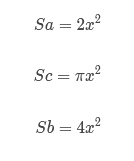 Sa = 2x²
Sc = πx²
Sb = 4x²